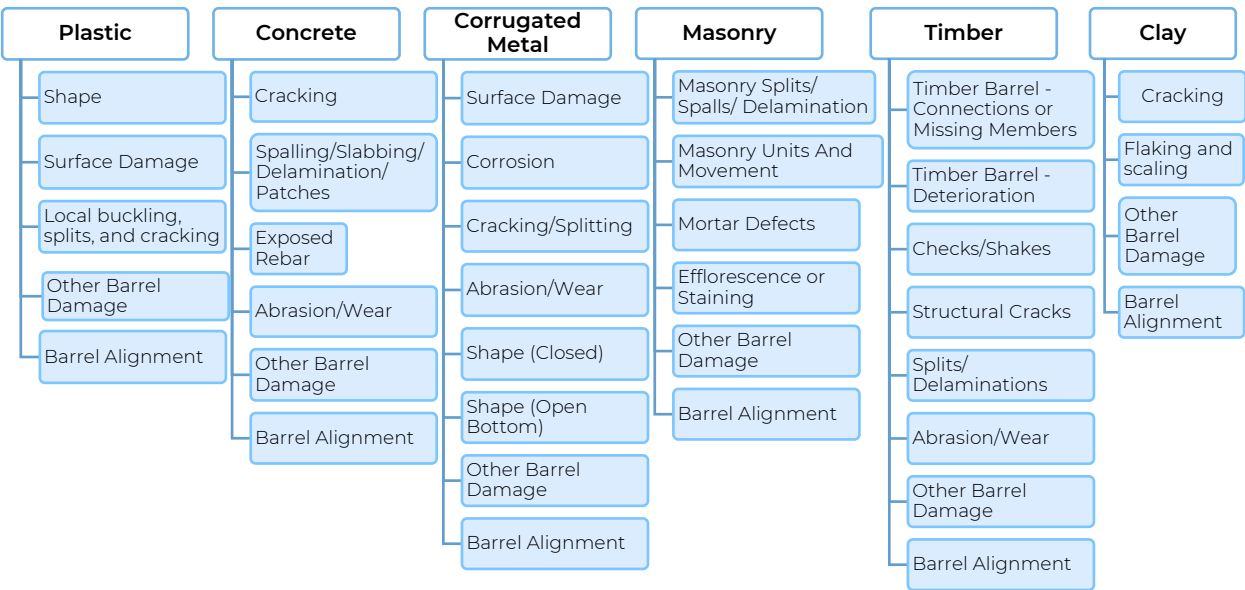 Plastic
Shape
Surface Damage
Local buckling,
splits, and cracking
Other Barrel
Damage
Barrel Alignment
Concrete
Cracking
Spalling/Slabbing/
Delamination/
Patches
Exposed
Rebar
Abrasion/Wear
Other Barrel
Damage
Barrel Alignment
Corrugated
Metal
Surface Damage
Corrosion
Cracking/Splitting
Abrasion/Wear
Shape (Closed)
Shape (Open
Bottom)
Other Barrel
Damage
Barrel Alignment
Masonry
Masonry Splits/
Spalls/ Delamination
Masonry Units And
Movement
Mortar Defects
Efflorescence or
Staining
Other Barrel
Damage
Barrel Alignment
Timber
Timber Barrel -
Connections or
Missing Members
Timber Barrel -
Deterioration
Checks/Shakes
Structural Cracks
Splits/
Delaminations
Abrasion/Wear
Other Barrel
Damage
Barrel Alignment
Clay
Cracking
Flaking and
scaling
Other
Barrel
Damage
Barrel
Alignment